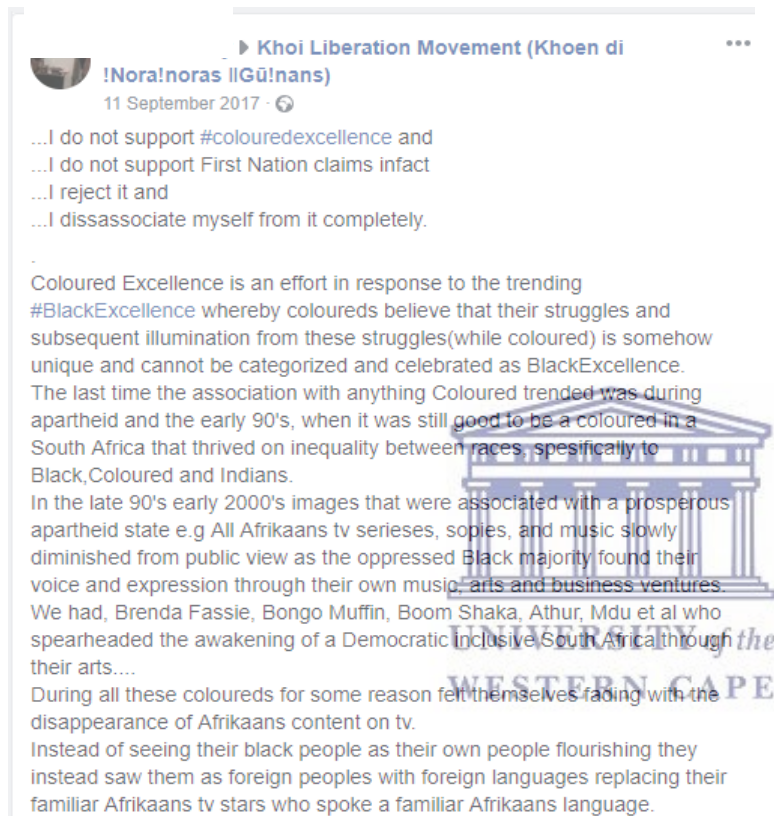 Khoi Liberation Movement (Khoen di
!Nora!noras ǁGũ!nans)
11 September 2017 ·
...I do not support #colouredexcellence and
...I do not support First Nation claims infact
...I reject it and
...I dissassociate myself from it completely.
.
Coloured Excellence is an effort in response to the trending
#BlackExcellence whereby coloureds believe that their struggles and
subsequent illumination from these struggles(while coloured) is somehow
unique and cannot be categorized and celebrated as BlackExcellence.
The last time the association with anything Coloured trended was during
apartheid and the early 90's, when it was still good to be a coloured in a
South Africa that thrived on inequality between races, spesifically to
Black,Coloured and Indians.
In the late 90's early 2000's images that were associated with a prosperous
apartheid state e.g All Afrikaans tv serieses, sopies, and music slowly
diminished from public view as the oppressed Black majority found their
voice and expression through their own music, arts and business ventures.
We had, Brenda Fassie, Bongo Muffin, Boom Shaka, Athur, Mdu et al who
spearheaded the awakening of a Democratic inclusive South Africa through
their arts....
During all these coloureds for some reason felt themselves fading with the
disappearance of Afrikaans content on tv.
Instead of seeing their black people as their own people flourishing they
instead saw them as foreign peoples with foreign languages replacing their
familiar Afrikaans tv stars who spoke a familiar Afrikaans language.
UNIVERSITY of the
WESTERN CAPE